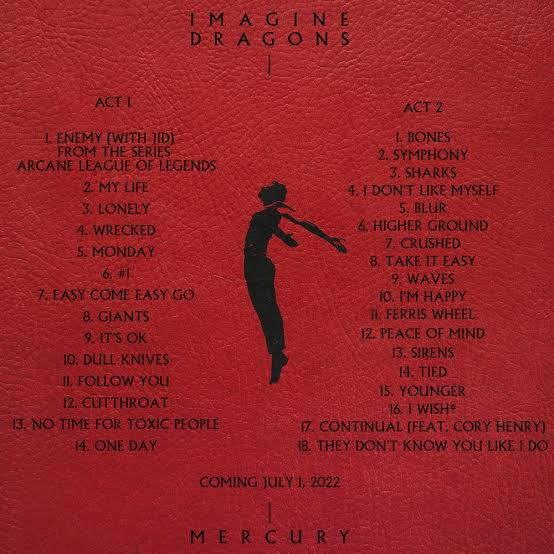 IMAGINE
DRAGONS
ACT 1
1. ENEMY (WITH JID) -
FROM THE SERIES
ARCANE LEAGUE OF LEGENDS
2. MY LIFE
3. LONELY
4. WRECKED
5. MONDAY
6. #1
7. EASY COME EASY GO
8. GIANTS
9. IT'S OK
10. DULL KNIVES
11. FOLLOW YOU
12. CUTTHROAT
13. NO TIME FOR TOXIC PEOPLE
14. ONE DAY
ACT 2
1. BONES
2. SYMPHONY
3. SHARKS
4. I DON'T LIKE MYSELF
5. BLUR
6. HIGHER GROUND
7. CRUSHED
8. TAKE IT EASY
9. WAVES
10. I'M HAPPY
11. FERRIS WHEEL
12. PEACE OF MIND
13. SIRENS
14. TIED
15. YOUNGER
16. I WISH*
17. CONTINUAL (FEAT. CORY HENRY)
18. THEY DON'T KNOW YOU LIKE I DO
COMING JULY 1, 2022
MERCURY